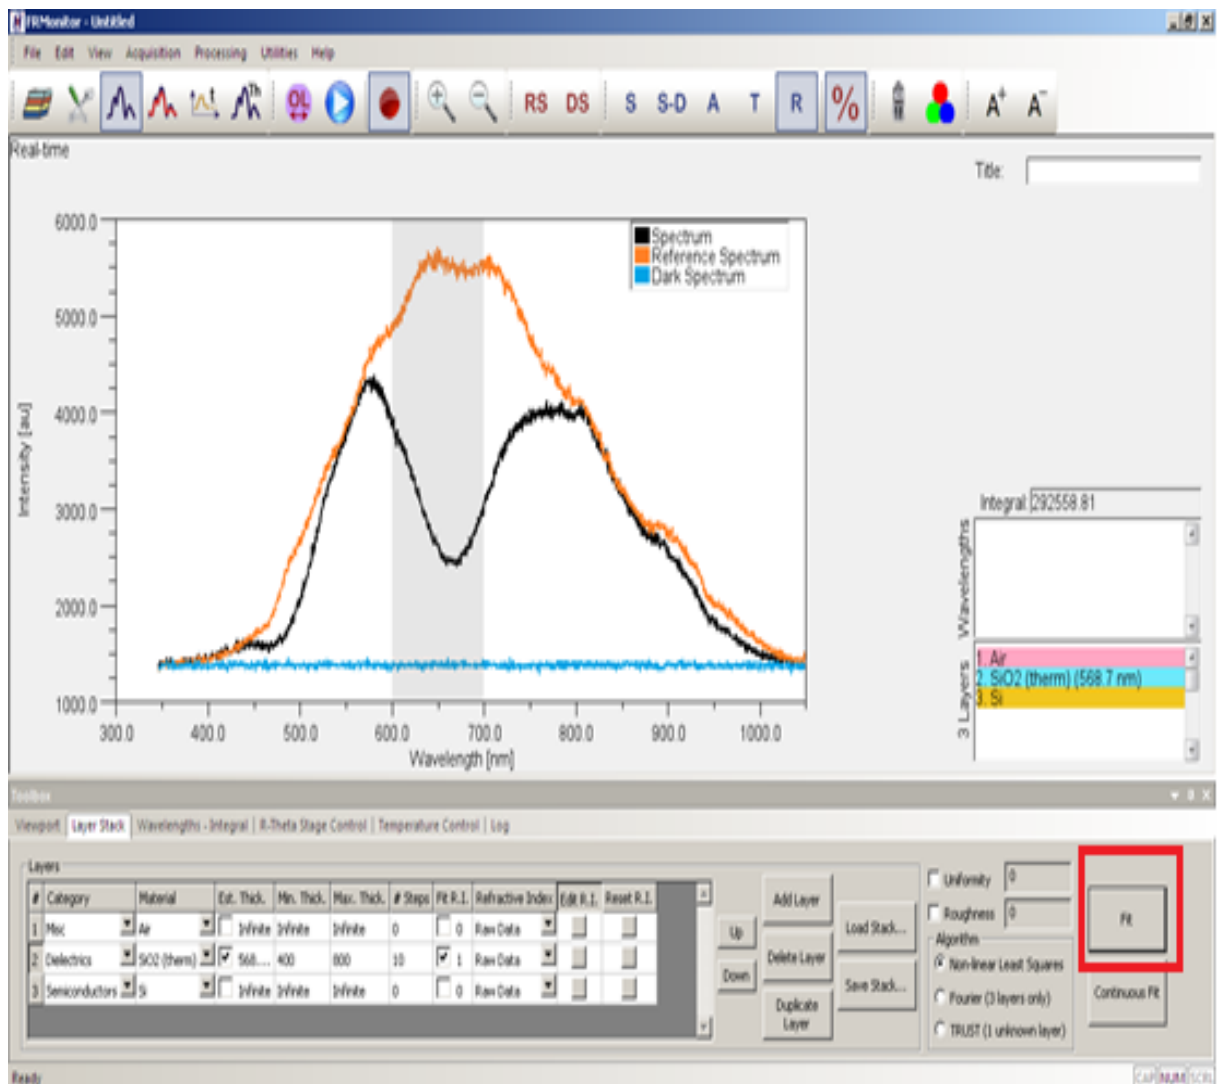 FRMonitor - Untitled
File Edit View Acquisition Processing Utilities Help
Th QL RS DS S S-D A T R % A+ A-
Real-time
Title:
6000.0
5000.0
4000.0
3000.0
2000.0
1000.0
Intensity [au]
Spectrum
Reference Spectrum
Dark Spectrum
300.0 400.0 500.0 600.0 700.0 800.0 900.0 1000.0
Wavelength [nm]
Integral: 292558.81
Wavelengths
3 Layers
1. Air
2. SiO2 (therm) (568.7 nm)
3. Si
Toolbox
Viewport Layer Stack Wavelengths - Integral R-Theta Stage Control Temperature Control Log
Layers
# Category Material Est. Thick. Min. Thick. Max. Thick. # Steps Fit R.I. Refractive Index Edit R.I. Reset R.I.
1 Misc Air Infinite Infinite Infinite 0 0 Raw Data
2 Dielectrics SiO2 (therm) 568.... 400 800 10 1 Raw Data
3 Semiconductors Si Infinite Infinite Infinite 0 0 Raw Data
Up
Down
Add Layer
Delete Layer
Duplicate
Layer
Load Stack...
Save Stack...
Uniformity 0
Roughness 0
Algorithm
Non-linear Least Squares
Fourier (3 layers only)
TRUST (1 unknown layer)
Fit
Continuous Fit
Ready
CAP NUM SCRL